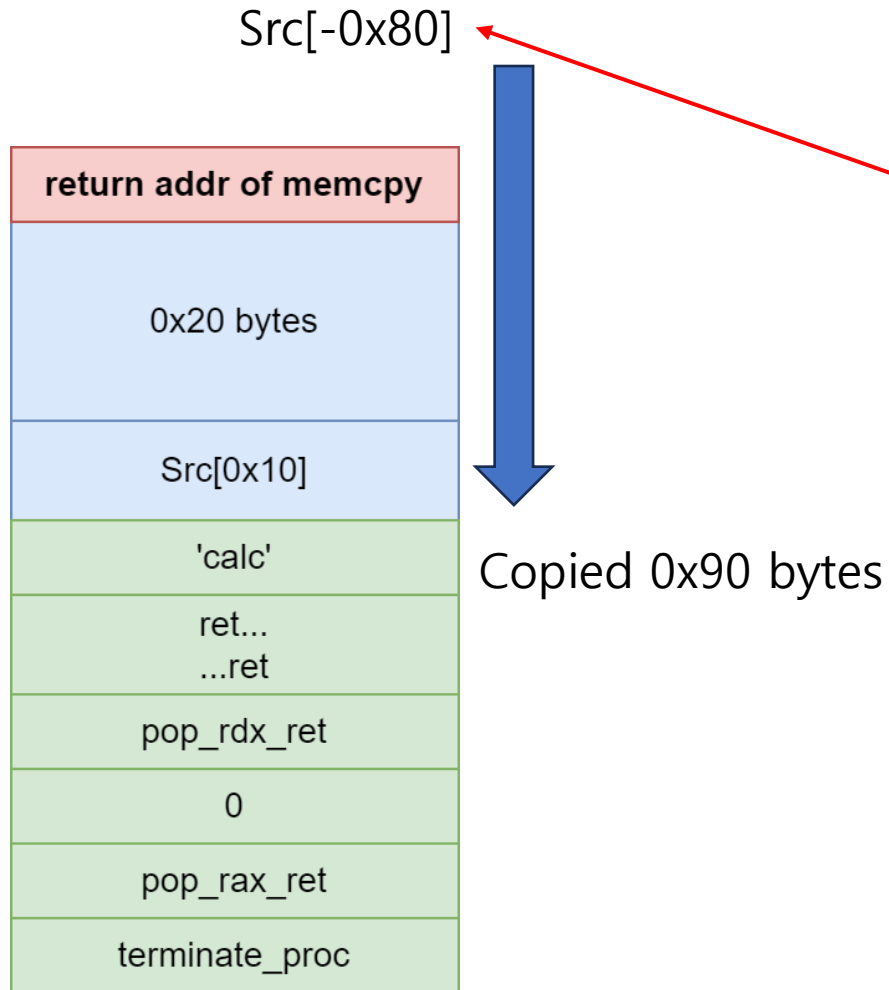 Src[-0x80]
return addr of memcpy
0x20 bytes
Src[0x10]
'calc'
Copied 0x90 bytes
ret...
...ret
pop_rdx_ret
0
pop_rax_ret
terminate_proc